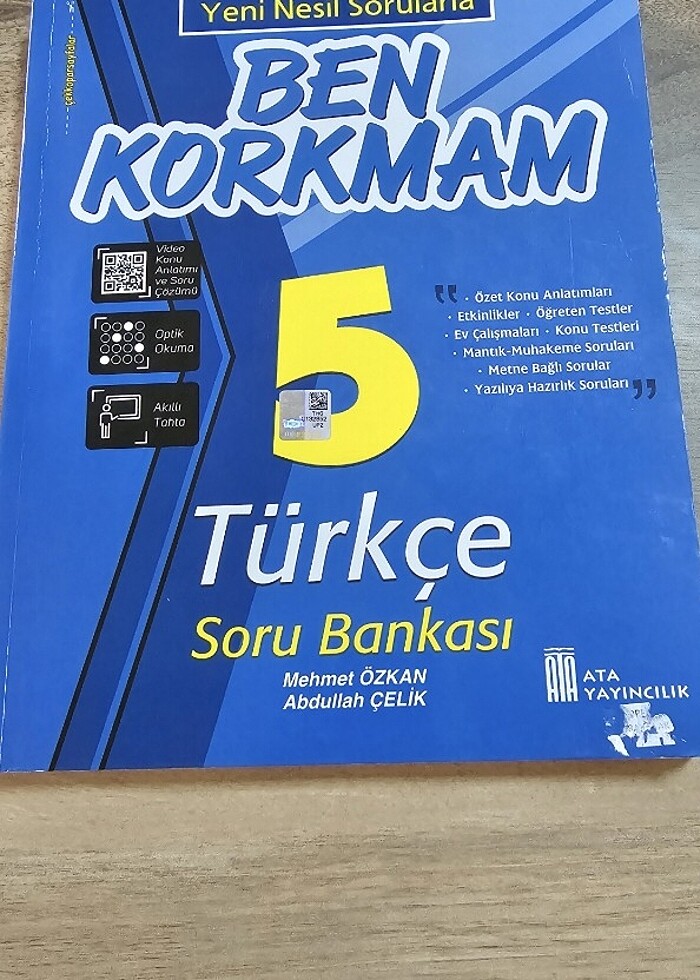 Yeni Nesil Sorularla
çekkoparsayfalar
BEN
KORKMAM
Video
Konu
Anlatımı
ve Soru
Çözümü
Optik
Okuma
Akıllı
Tahta
5
" · Özet Konu Anlatımları
· Etkinlikler · Öğreten Testler
· Ev Çalışmaları · Konu Testleri
· Mantık-Muhakeme Soruları
· Metne Bağlı Sorular
· Yazılıya Hazırlık Soruları "
UPZ
Türkçe
Soru Bankası
Mehmet ÖZKAN
Abdullah ÇELİK
ATA
ATA
YAYINCILIK